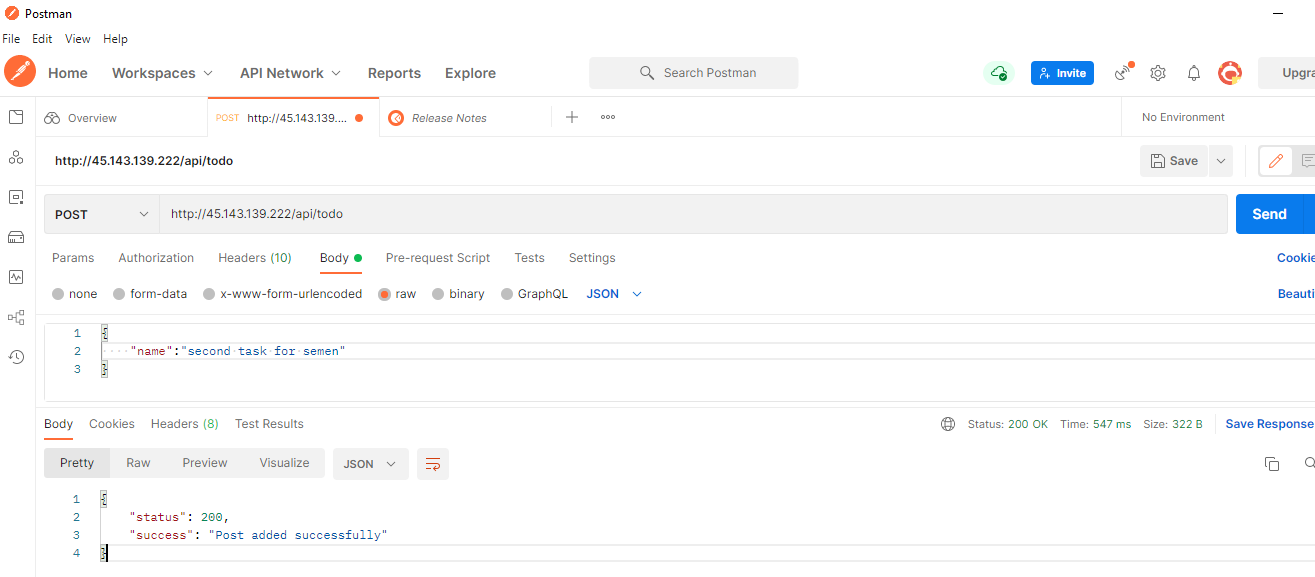 Postman
File Edit View Help
Home Workspaces API Network Reports Explore Search Postman Invite Upgra
Overview POST http://45.143.139.... Release Notes No Environment
http://45.143.139.222/api/todo Save
POST http://45.143.139.222/api/todo Send
Params Authorization Headers (10) Body Pre-request Script Tests Settings Cookie
none form-data x-www-form-urlencoded raw binary GraphQL JSON Beauti
1 {
2 "name":"second task for semen"
3 }
Body Cookies Headers (8) Test Results Status: 200 OK Time: 547 ms Size: 322 B Save Response
Pretty Raw Preview Visualize JSON
1 {
2 "status": 200,
3 "success": "Post added successfully"
4 }